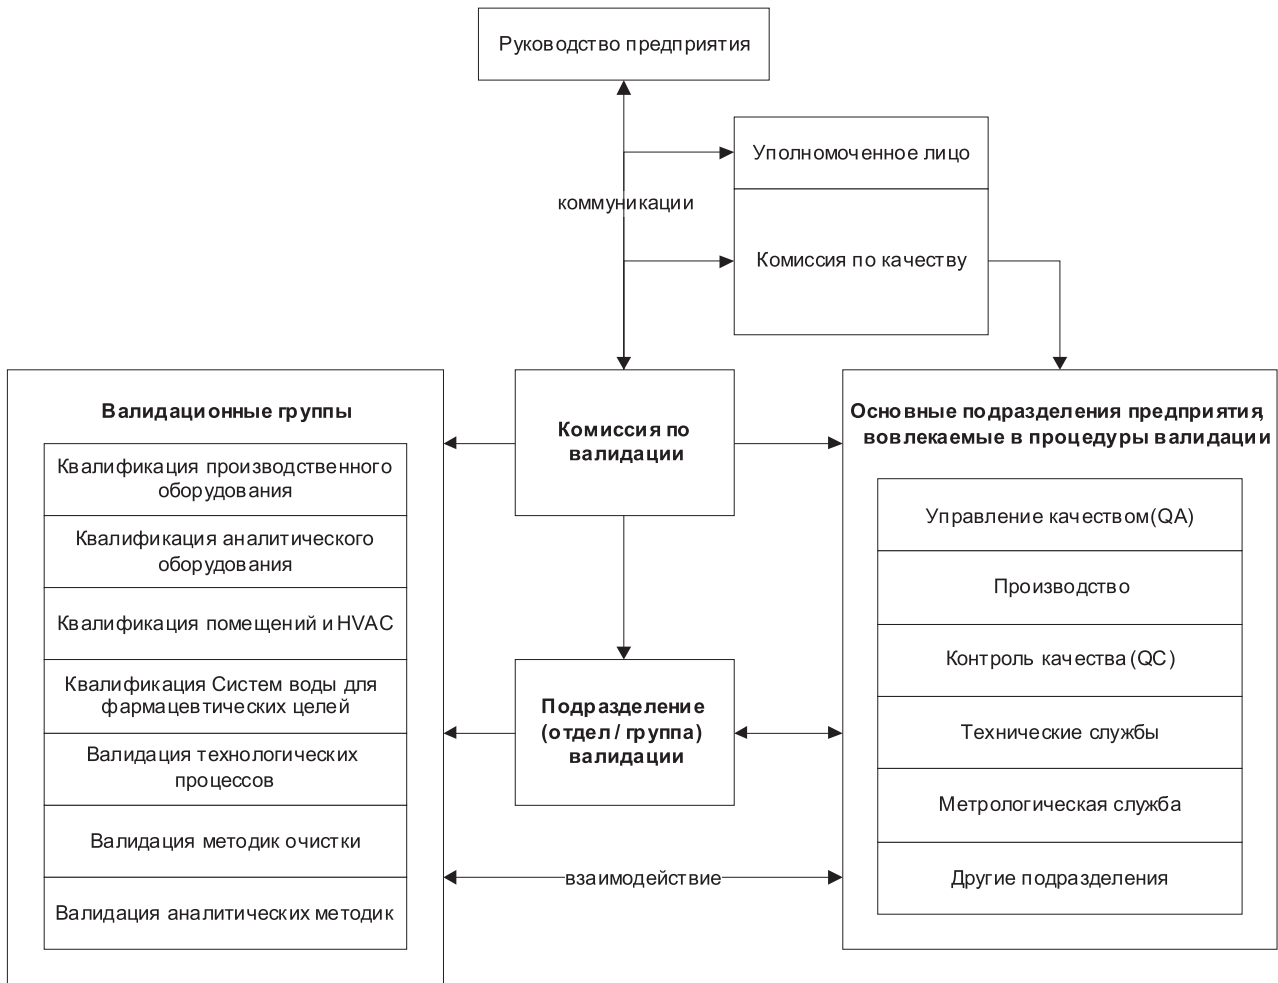 Руководство предприятия
Уполномоченное лицо
коммуникации
Комиссия по качеству
Валидационные группы
Квалификация производственного
оборудования
Квалификация аналитического
оборудования
Квалификация помещений и HVAC
Квалификация Систем воды для
фармацевтических целей
Валидация технологических
процессов
Валидация методик очистки
Валидация аналитических методик
Комиссия по
валидации
Подразделение
(отдел / группа)
валидации
взаимодействие
Основные подразделения предприятия,
вовлекаемые в процедуры валидации
Управление качеством (QA)
Производство
Контроль качества (QC)
Технические службы
Метрологическая служба
Другие подразделения